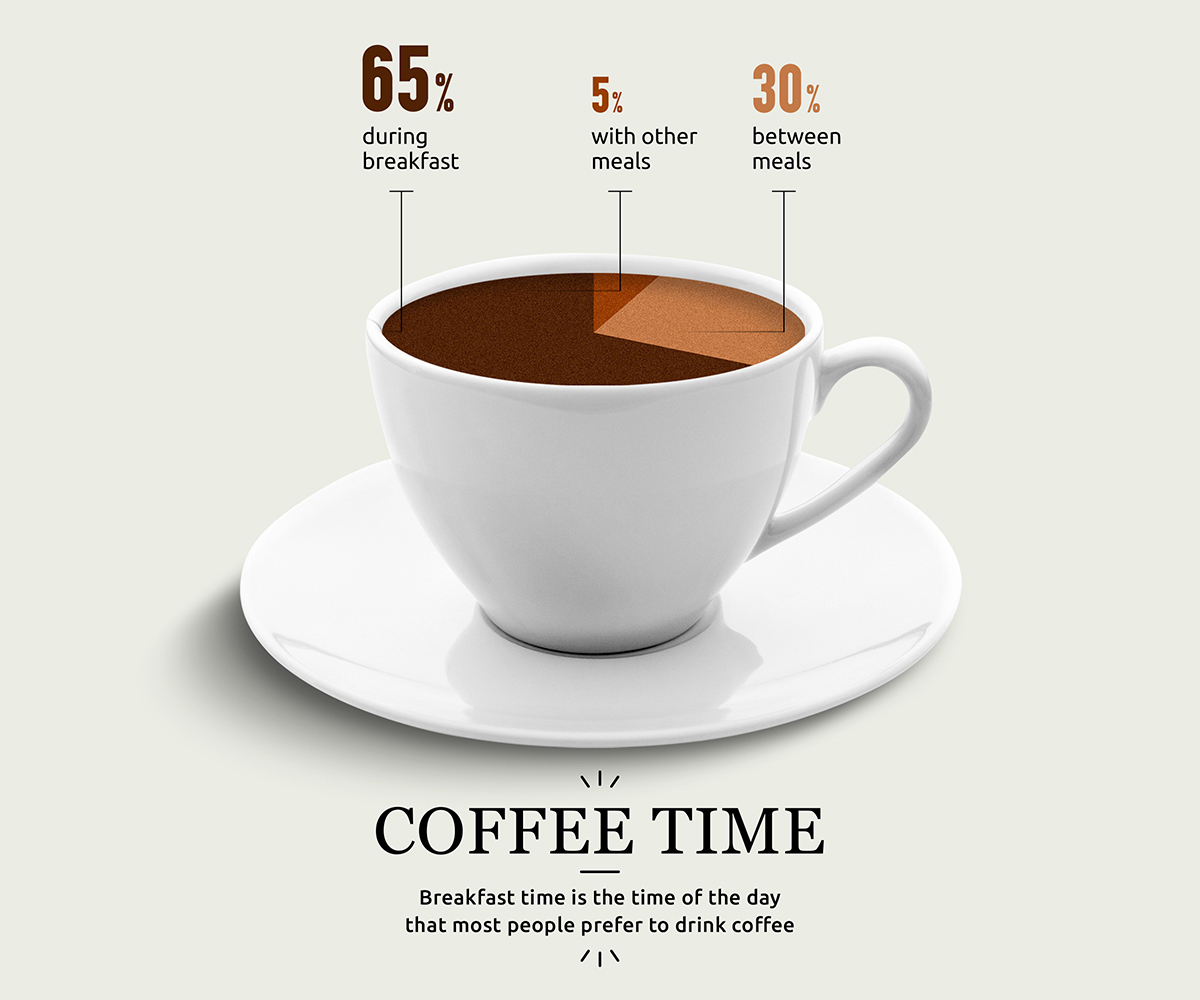 65%
during
breakfast
5%
with other
meals
30%
between
meals
COFFEE TIME
Breakfast time is the time of the day
that most people prefer to drink coffee